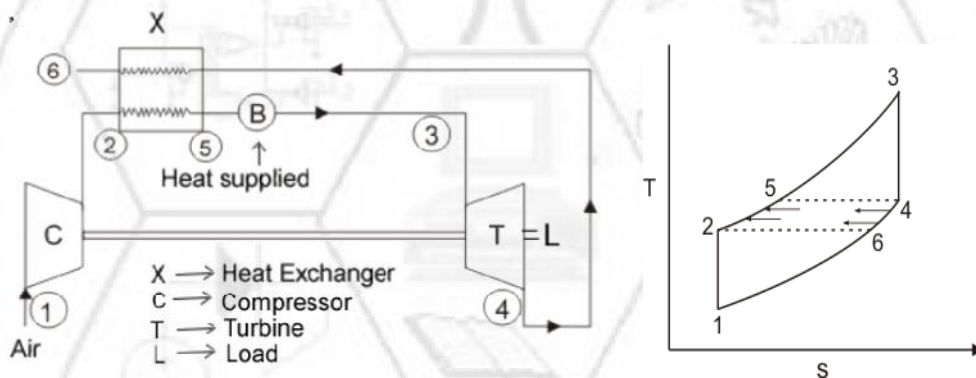 ,
X
6
B
2
5
3
Heat supplied
C
T
L
X → Heat Exchanger
C → Compressor
T → Turbine
L → Load
1
4
Air
T
3
5
2
4
6
1
s